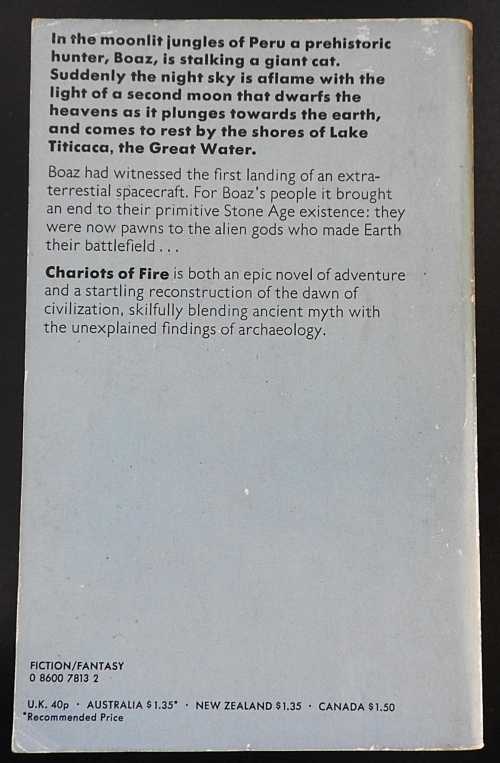 In the moonlit jungles of Peru a prehistoric
hunter, Boaz, is stalking a giant cat.
Suddenly the night sky is aflame with the
light of a second moon that dwarfs the
heavens as it plunges towards the earth,
and comes to rest by the shores of Lake
Titicaca, the Great Water.
Boaz had witnessed the first landing of an extra-
terrestial spacecraft. For Boaz's people it brought
an end to their primitive Stone Age existence: they
were now pawns to the alien gods who made Earth
their battlefield . . .
Chariots of Fire is both an epic novel of adventure
and a startling reconstruction of the dawn of
civilization, skilfully blending ancient myth with
the unexplained findings of archaeology.
FICTION/FANTASY
0 8600 7813 2
U.K. 40p · AUSTRALIA $1.35* · NEW ZEALAND $1.35 · CANADA $1.50
*Recommended Price